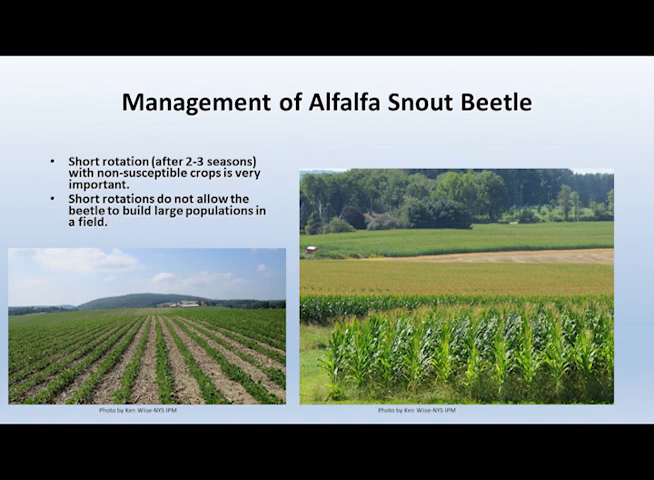 Management of Alfalfa Snout Beetle
• Short rotation (after 2-3 seasons)
with non-susceptible crops is very
important.
• Short rotations do not allow the
beetle to build large populations in
a field.
Photo by Ken Wise-NYS IPM
Photo by Ken Wise-NYS IPM